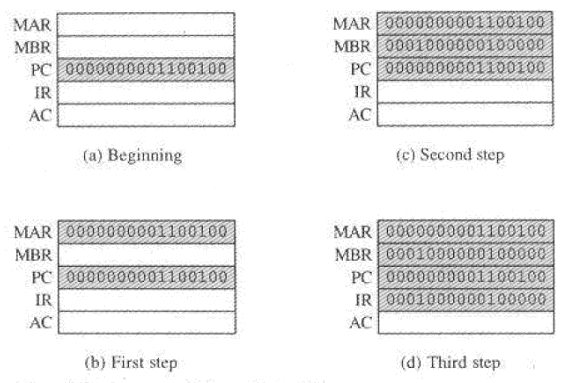 MAR
MBR
PC 0000000001100100
IR
AC
(a) Beginning
MAR 0000000001100100
MBR 0001000000100000
PC 0000000001100100
IR
AC
(c) Second step
MAR 0000000001100100
MBR
PC 0000000001100100
IR
AC
(b) First step
MAR 0000000001100100
MBR 0001000000100000
PC 0000000001100100
IR 0001000000100000
AC
(d) Third step